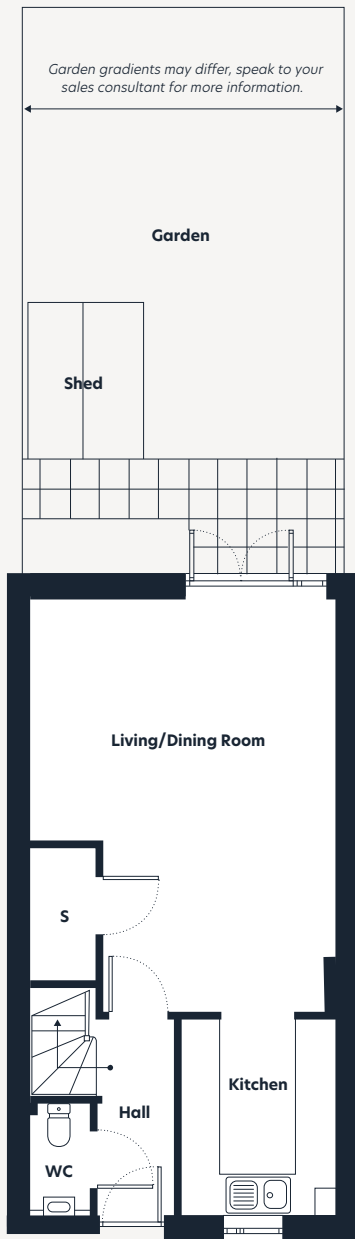 Garden gradients may differ, speak to your
sales consultant for more information.
Garden
Shed
Living/Dining Room
S
Kitchen
Hall
WC